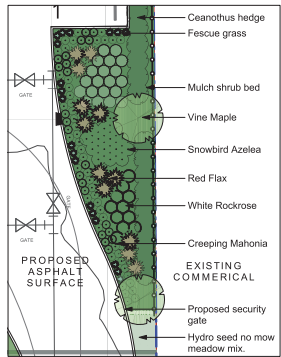 Ceanothus hedge
Fescue grass
Mulch shrub bed
GATE
Vine Maple
Snowbird Azelea
Red Flax
White Rockrose
GATE
GATE
Creeping Mahonia
PROPOSED
ASPHALT
SURFACE
EXISTING
COMMERICAL
Proposed security
gate
Hydro seed no mow
meadow mix.